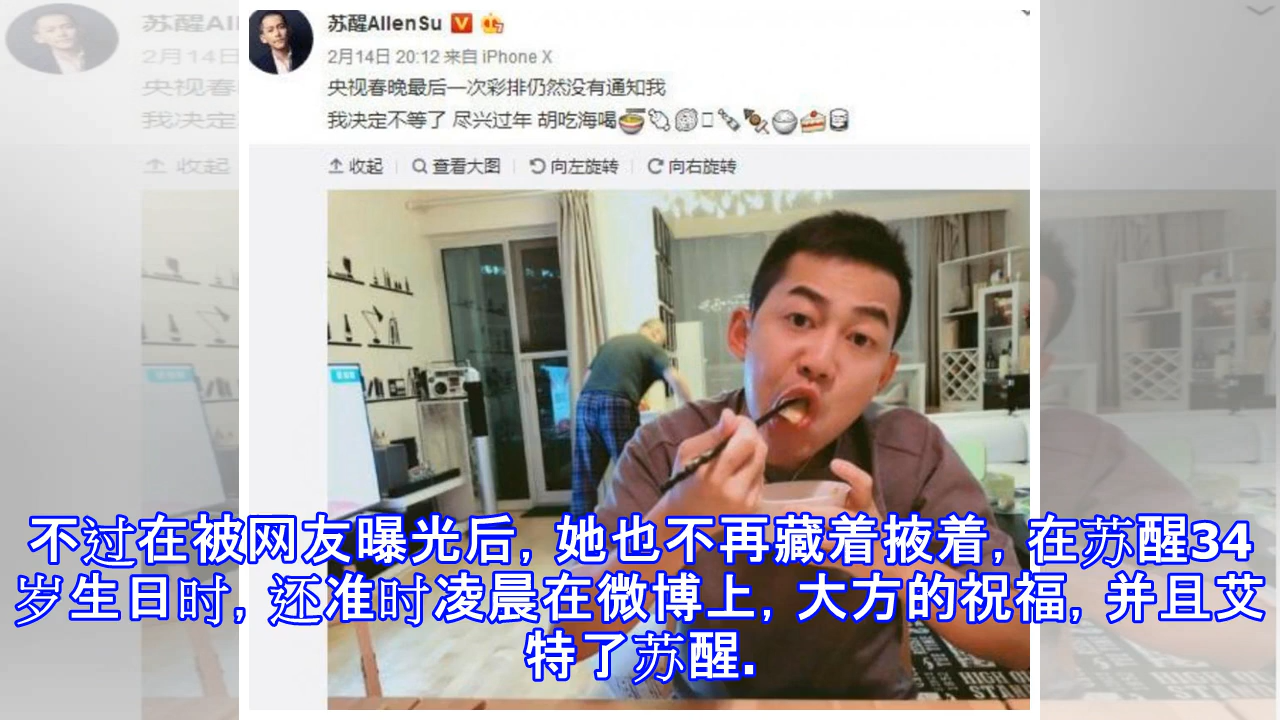 苏醒AllenSu
2月14日 20:12 来自 iPhone X
央视春晚最后一次彩排仍然没有通知我
我决定不等了 尽兴过年 胡吃海喝
收起 查看大图 向左旋转 向右旋转
不过在被网友曝光后, 她也不再藏着掖着, 在苏醒34
岁生日时, 还准时凌晨在微博上, 大方的祝福, 并且艾
特了苏醒.